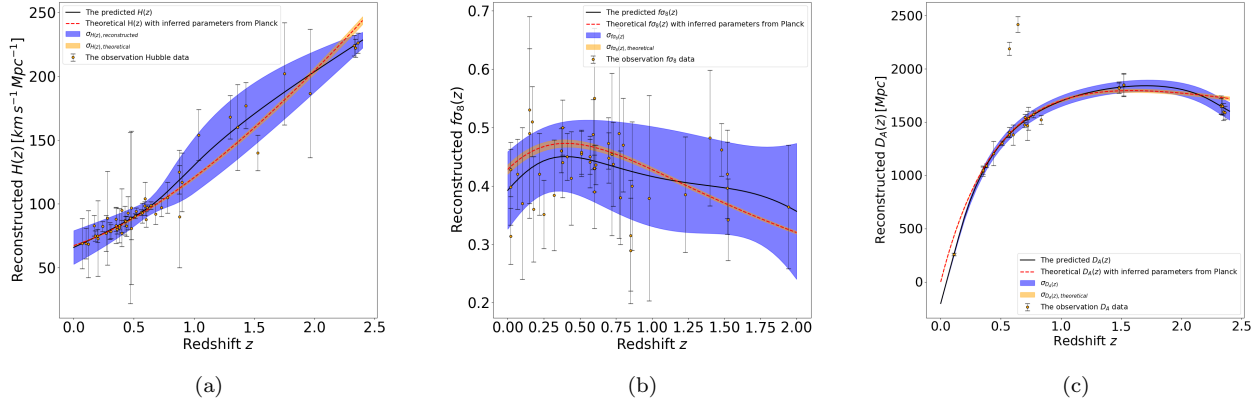 The predicted H(z)
Theoretical H(z) with inferred parameters from Planck
σH(z), reconstructed
σH(z), theoretical
The observation Hubble data
250
200
150
100
50
Reconstructed H(z) [km s⁻¹ Mpc⁻¹]
0.0 0.5 1.0 1.5 2.0 2.5
Redshift z
(a)
The predicted fσ₈(z)
Theoretical fσ₈(z) with inferred parameters from Planck
σfσ₈(z)
σfσ₈(z), theoretical
The observation fσ₈ data
0.7
0.6
0.5
0.4
0.3
0.2
Reconstructed fσ₈(z)
0.00 0.25 0.50 0.75 1.00 1.25 1.50 1.75 2.00
Redshift z
(b)
2500
2000
1500
1000
500
0
Reconstructed D_A(z) [Mpc]
The predicted D_A(z)
Theoretical D_A(z) with inferred parameters from Planck
σD_A(z)
σD_A(z), theoretical
The observation D_A data
0.0 0.5 1.0 1.5 2.0 2.5
Redshift z
(c)